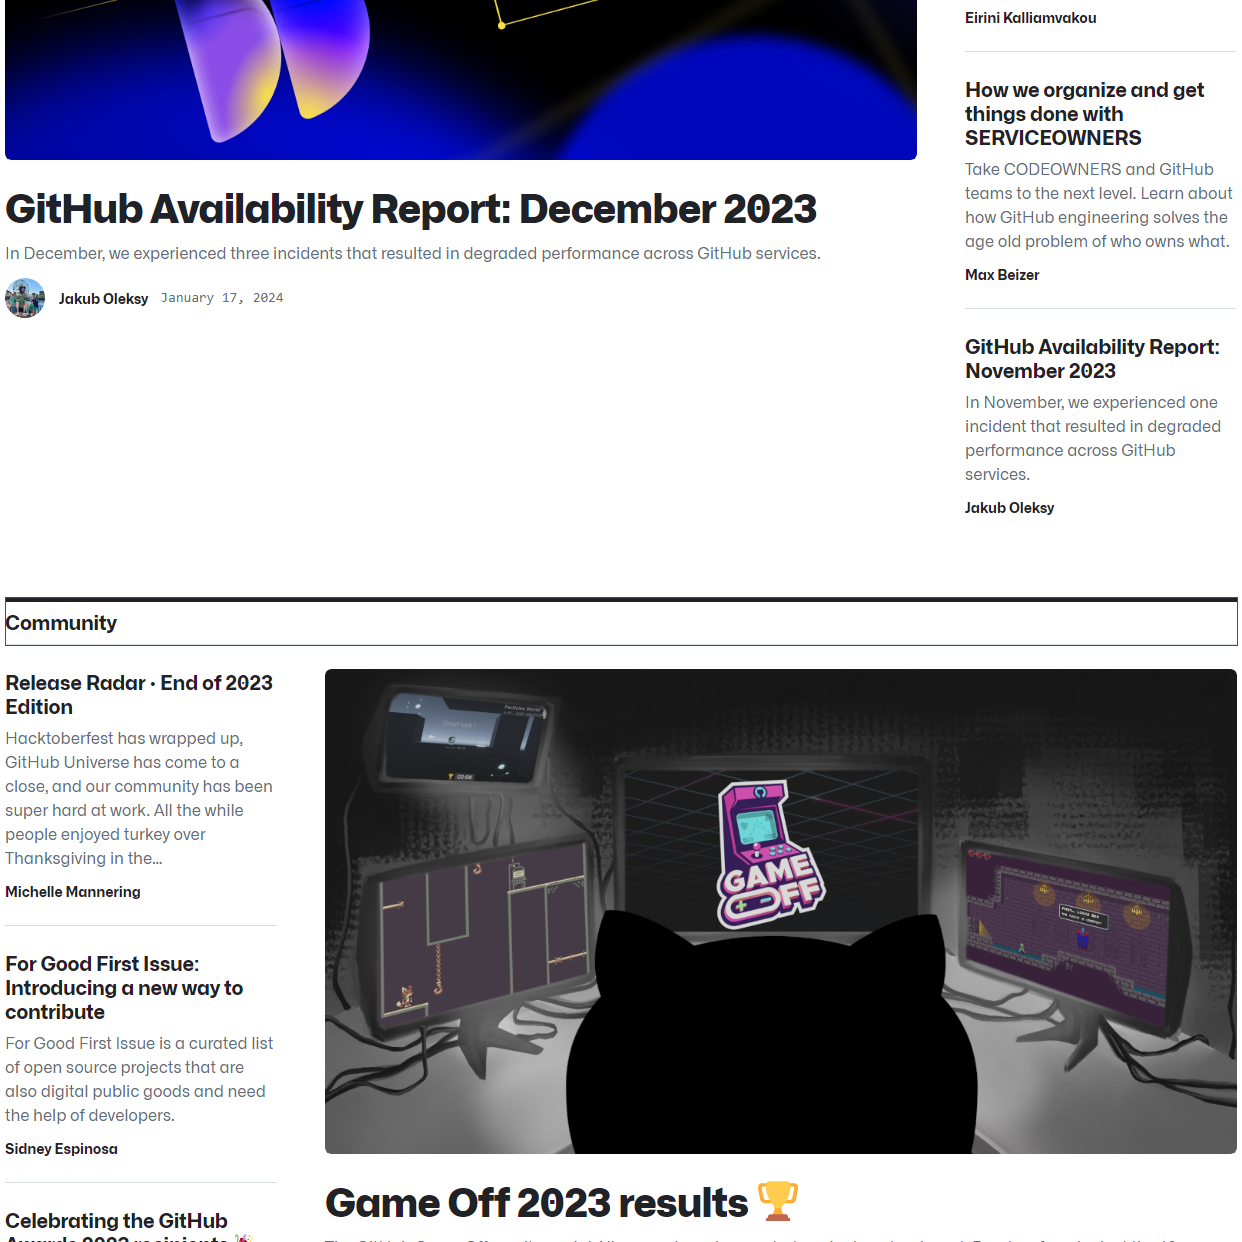 Eirini Kalliamvakou
How we organize and get
things done with
SERVICEOWNERS
Take CODEOWNERS and GitHub
teams to the next level. Learn about
how GitHub engineering solves the
age old problem of who owns what.
Max Beizer
GitHub Availability Report:
November 2023
In November, we experienced one
incident that resulted in degraded
performance across GitHub
services.
Jakub Oleksy
GitHub Availability Report: December 2023
In December, we experienced three incidents that resulted in degraded performance across GitHub services.
Jakub Oleksy January 17, 2024
Community
Release Radar · End of 2023
Edition
Hacktoberfest has wrapped up,
GitHub Universe has come to a
close, and our community has been
super hard at work. All the while
people enjoyed turkey over
Thanksgiving in the...
Michelle Mannering
For Good First Issue:
Introducing a new way to
contribute
For Good First Issue is a curated list
of open source projects that are
also digital public goods and need
the help of developers.
Sidney Espinosa
Celebrating the GitHub
Awards 2023 recipients 🎉
GAME
OFF
Game Off 2023 results 🏆